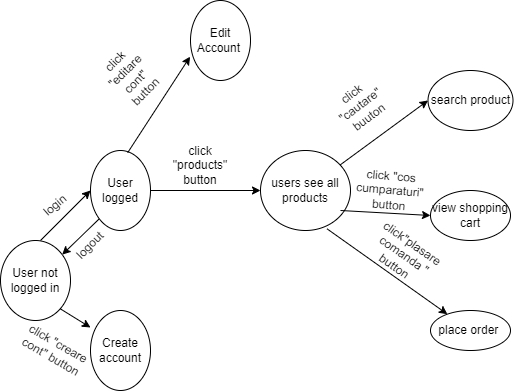 Edit
Account
click
"editare
cont"
button
click
"cautare"
buuton
search product
click
"products"
button
User
logged
users see all
products
click "cos
cumparaturi"
button
view shopping
cart
login
logout
click"plasare
comanda "
button
User not
logged in
click "creare
cont" button
Create
account
place order